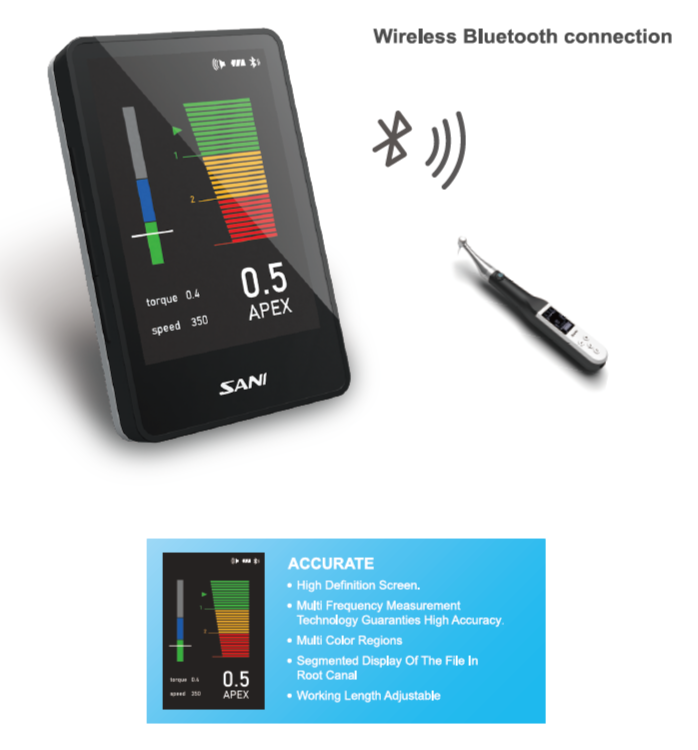 Wireless Bluetooth connection
1
2
torque 0.4
speed 350
0.5
APEX
SANI
ACCURATE
• High Definition Screen.
• Multi Frequency Measurement
Technology Guaranties High Accuracy.
• Multi Color Regions
• Segmented Display Of The File In
Root Canal
• Working Length Adjustable
1
2
torque 0.4
speed 350
0.5
APEX